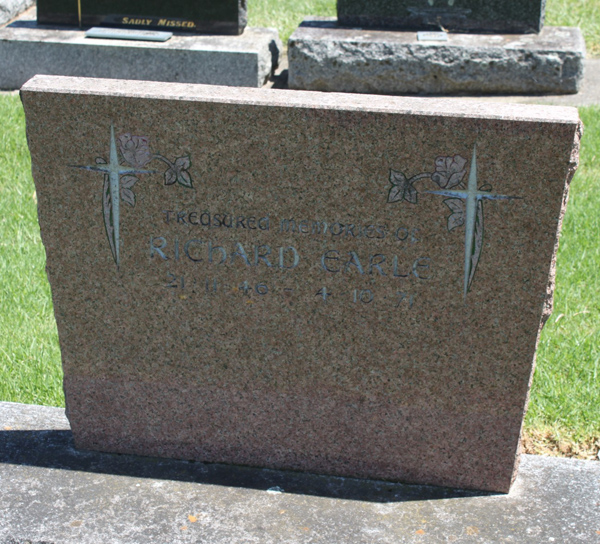 SADLY MISSED
TREASURED MEMORIES OF
RICHARD EARLE